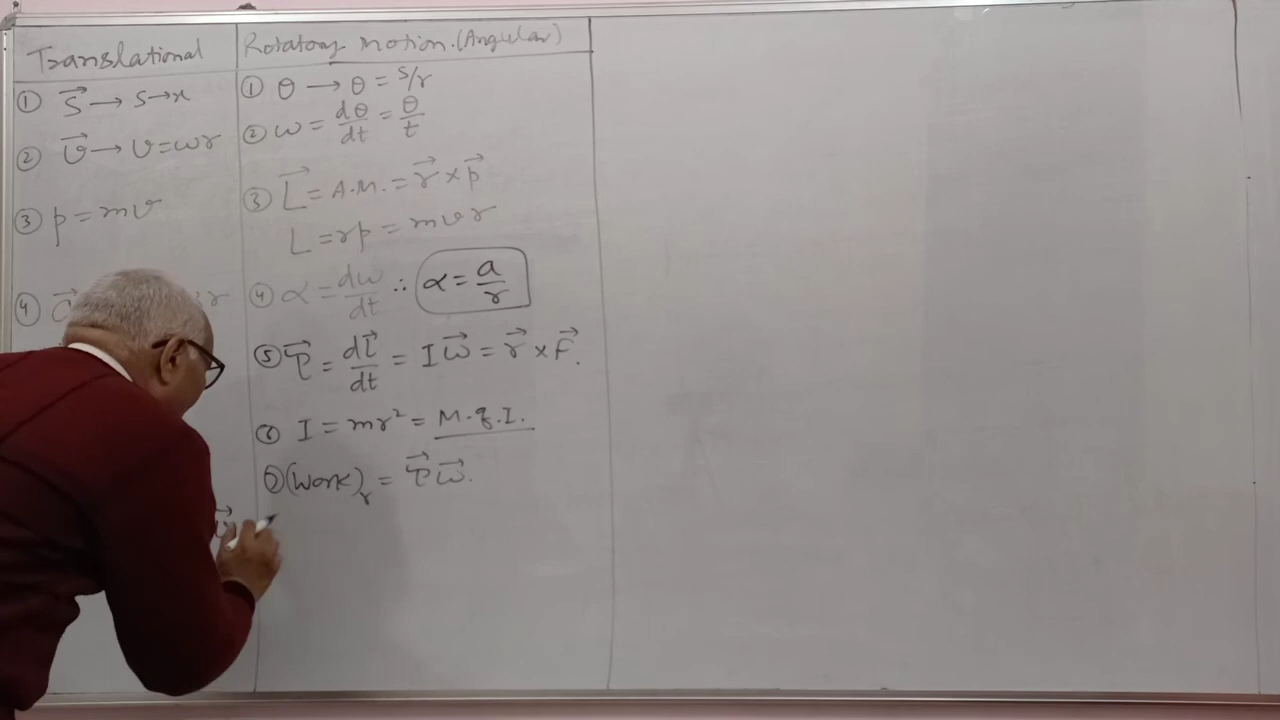 Translational
① S⃗ → S→x
② v⃗ → v=ωr
③ p = mv
④
Rotatory motion.(Angular)
① θ → θ = s/r
② ω = dθ/dt = θ/t
③ L⃗ = A.M. = r⃗ × p⃗
L = rp = mvr
④ α = dω/dt ∴ α = a/r
⑤ τ⃗ = dL⃗/dt = I ω⃗ = r⃗ × F⃗.
⑥ I = mr² = M.of.I.
⑦ (Work)r = τ⃗ ω⃗.